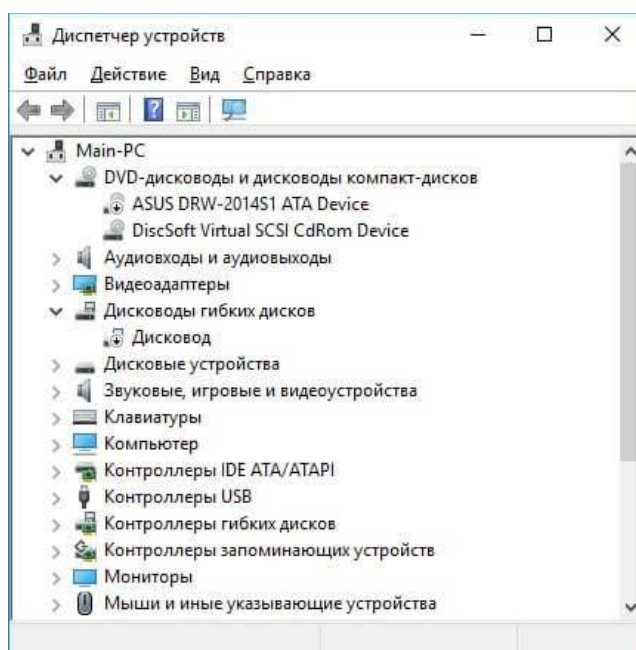 Диспетчер устройств
Файл Действие Вид Справка
Main-PC
DVD-дисководы и дисководы компакт-дисков
ASUS DRW-2014S1 ATA Device
DiscSoft Virtual SCSI CdRom Device
Аудиовходы и аудиовыходы
Видеоадаптеры
Дисководы гибких дисков
Дисковод
Дисковые устройства
Звуковые, игровые и видеоустройства
Клавиатуры
Компьютер
Контроллеры IDE ATA/ATAPI
Контроллеры USB
Контроллеры гибких дисков
Контроллеры запоминающих устройств
Мониторы
Мыши и иные указывающие устройства